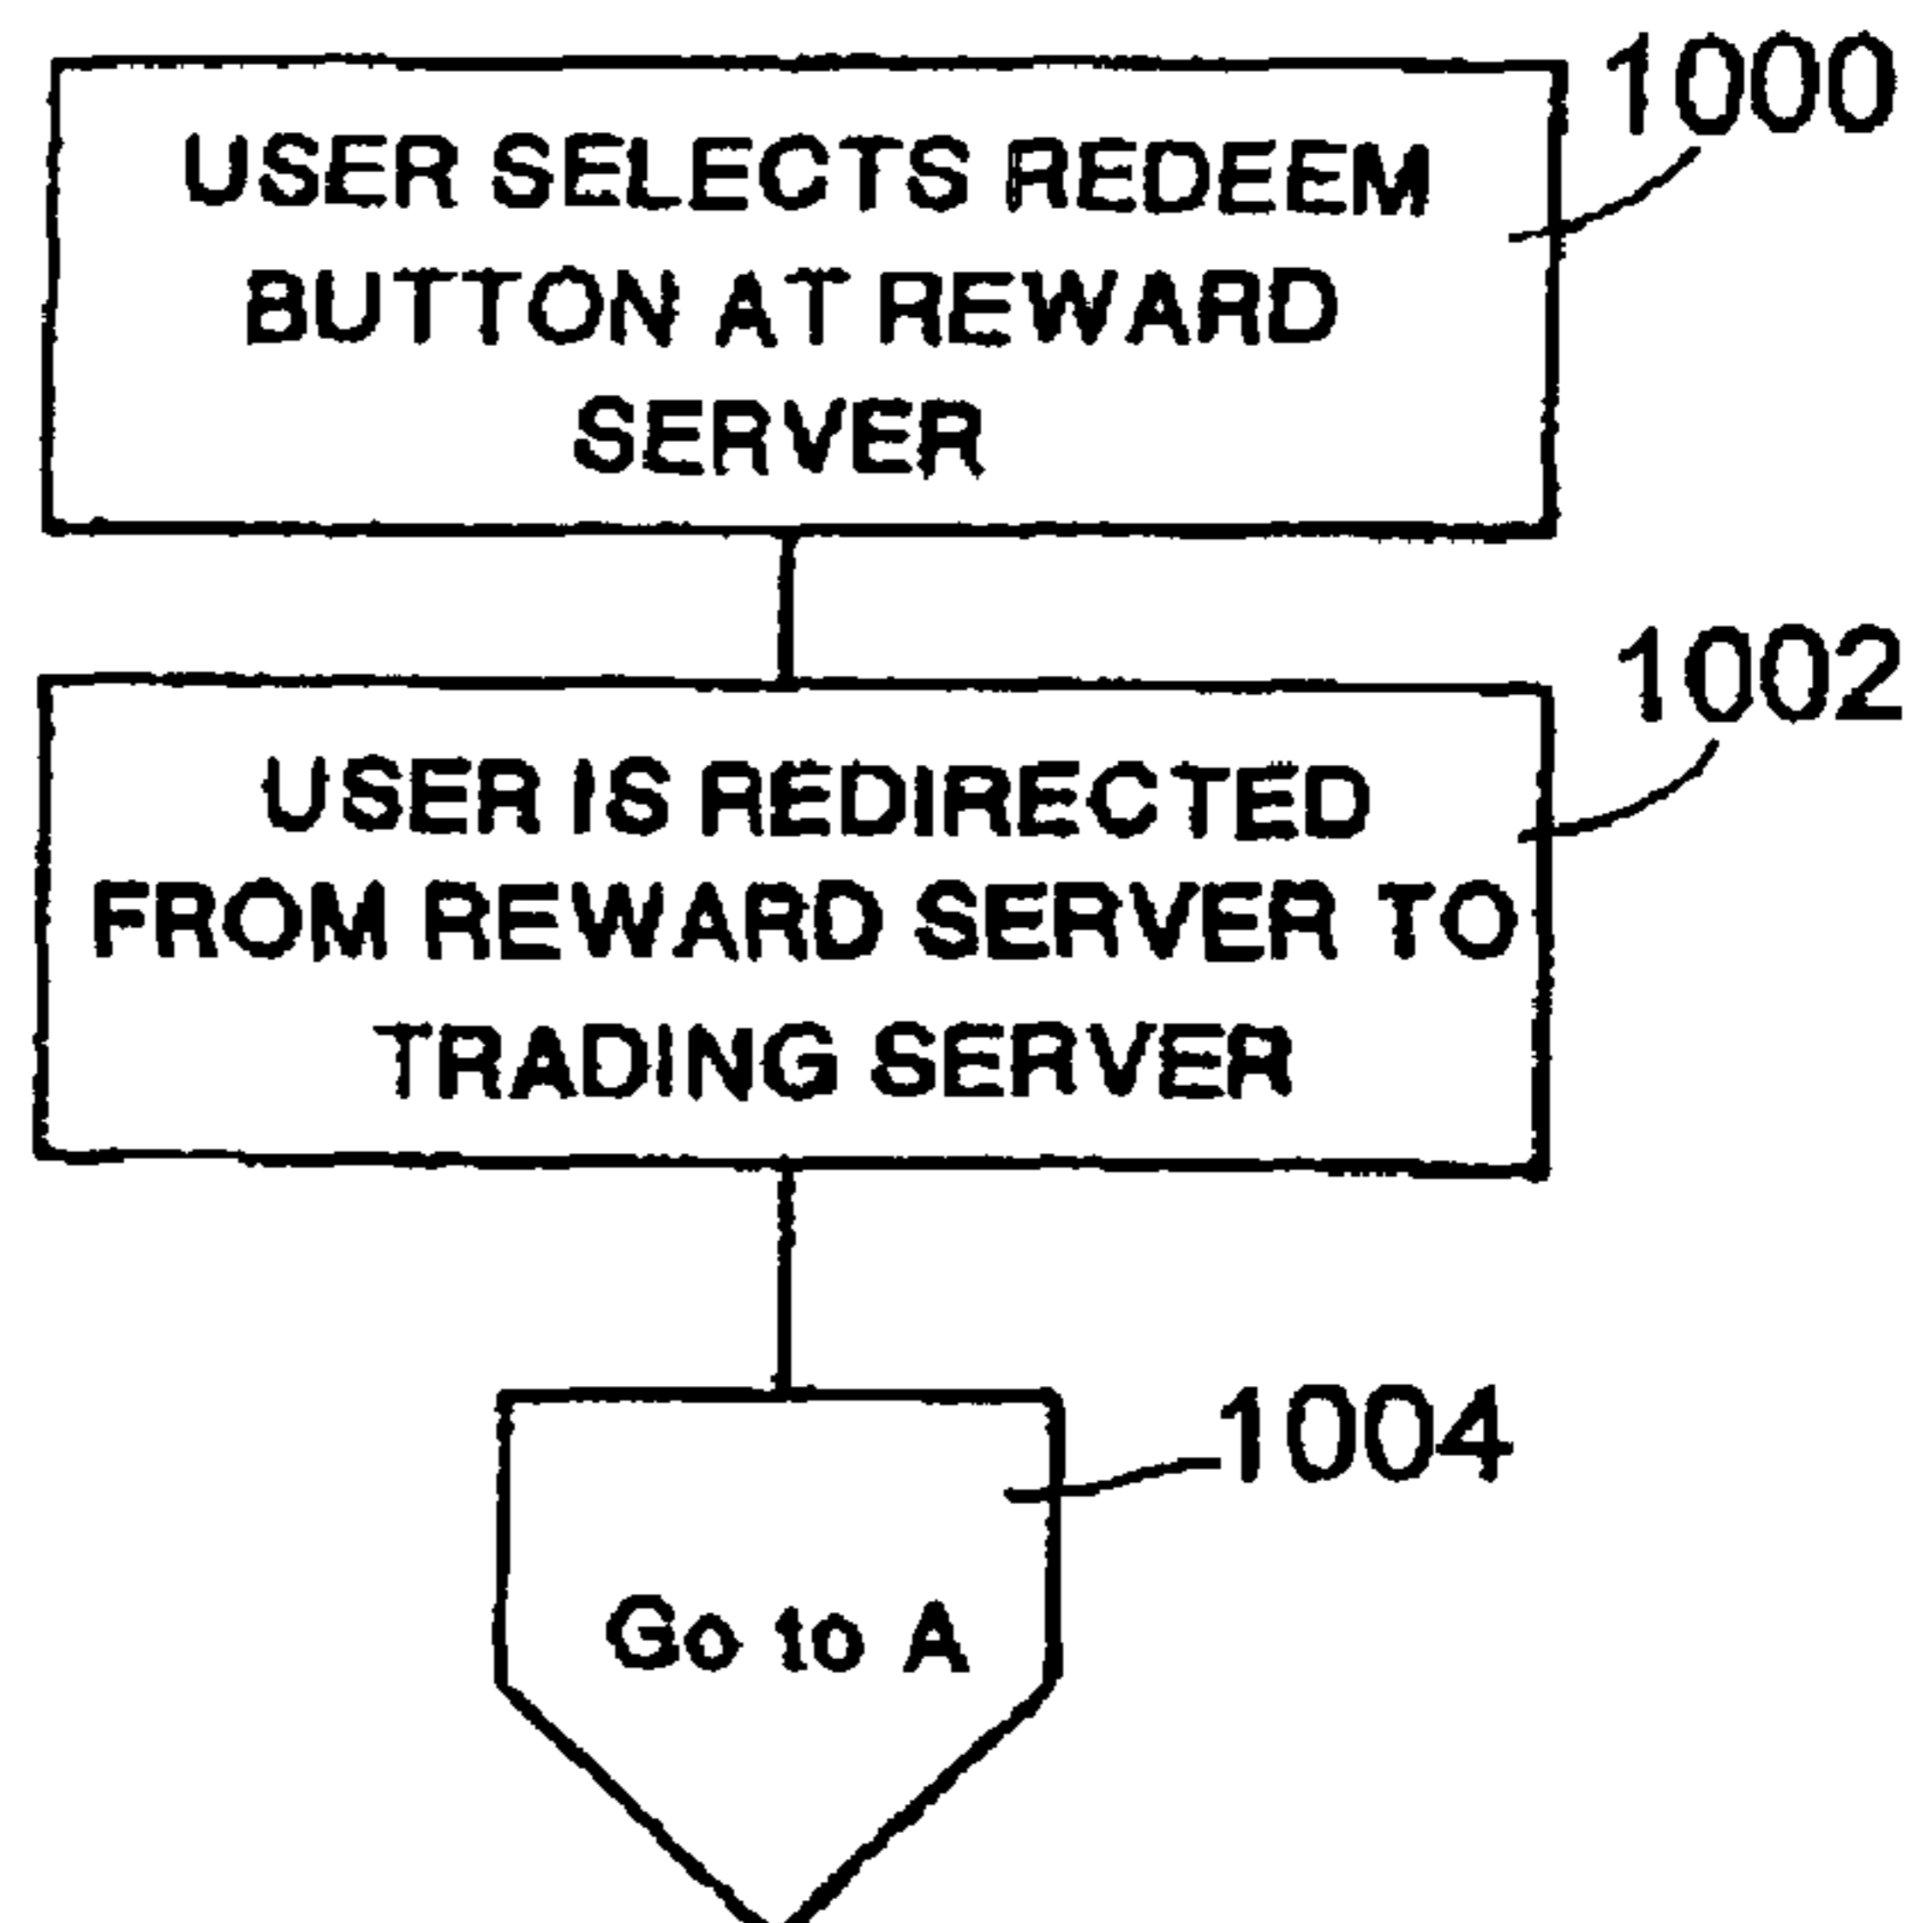 1000
USER SELECTS REDEEM
BUTTON AT REWARD
SERVER
1002
USER IS REDIRECTED
FROM REWARD SERVER TO
TRADING SERVER
1004
Go to A